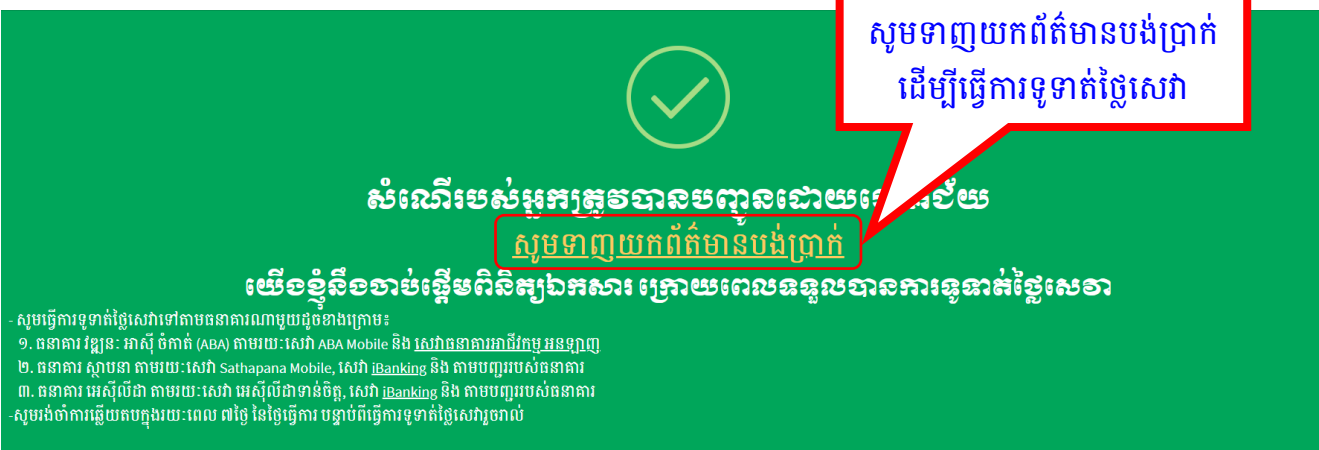 សូមទាញយកព័ត៌មានបង់ប្រាក់
ដើម្បីធ្វើការទូទាត់ថ្លៃសេវា
សំណើរបស់អ្នកត្រូវបានបញ្ជូនដោយ
សូមទាញយកព័ត៌មានបង់ប្រាក់
យើងខ្ញុំនឹងចាប់ផ្តើមពិនិត្យឯកសារ ក្រោយពេលទទួលបានការទូទាត់ថ្លៃសេវា
- សូមធ្វើការទូទាត់ថ្លៃសេវាទៅតាមធនាគារណាមួយដូចខាងក្រោម៖
១. ធនាគារ វឌ្ឍនៈ អាស៊ី ចំកាត់ (ABA) តាមរយៈសេវា ABA Mobile និង សេវាធនាគារអាជីវកម្ម អនឡាញ
២. ធនាគារ ស្ថាបនា តាមរយៈសេវា Sathapana Mobile, សេវា iBanking និង តាមបញ្ជររបស់ធនាគារ
៣. ធនាគារ អេស៊ីលីដា តាមរយៈសេវា អេស៊ីលីដាទាន់ចិត្ត, សេវា iBanking និង តាមបញ្ជររបស់ធនាគារ
-សូមរង់ចាំការឆ្លើយតបក្នុងរយៈពេល ៧ថ្ងៃ នៃថ្ងៃធ្វើការ បន្ទាប់ពីធ្វើការទូទាត់ថ្លៃសេវារួចរាល់